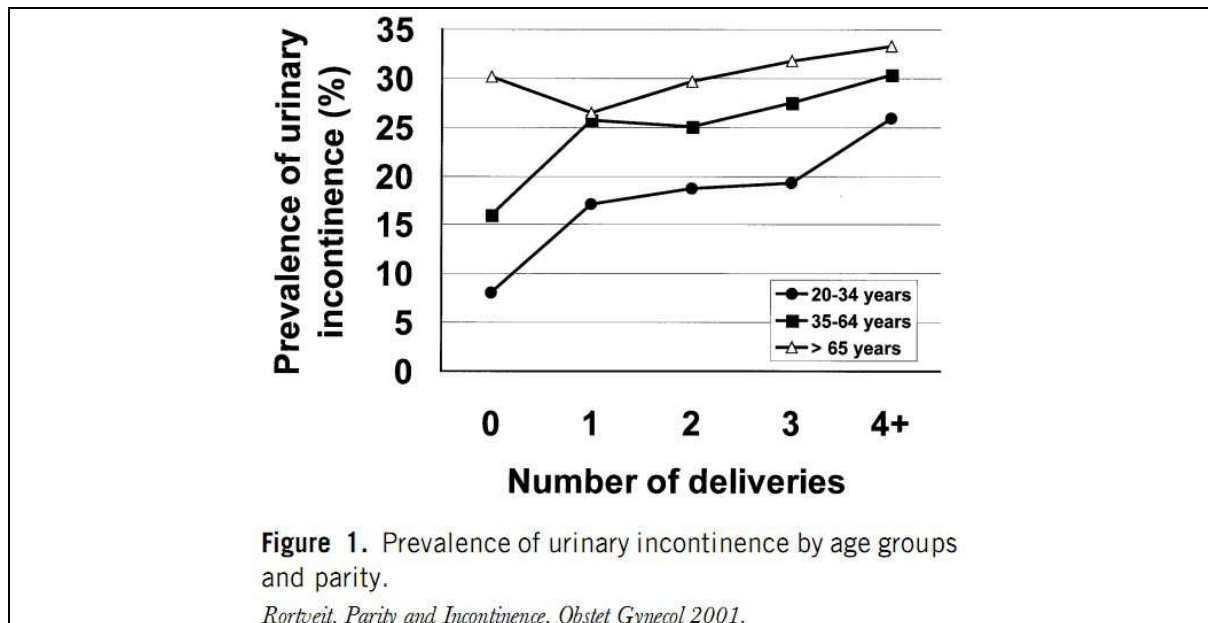 Prevalence of urinary
incontinence (%)
35
30
25
20
15
10
5
0
20-34 years
35-64 years
> 65 years
0 1 2 3 4+
Number of deliveries
Figure 1. Prevalence of urinary incontinence by age groups
and parity.
Rortveit. Parity and Incontinence. Obstet Gynecol 2001.